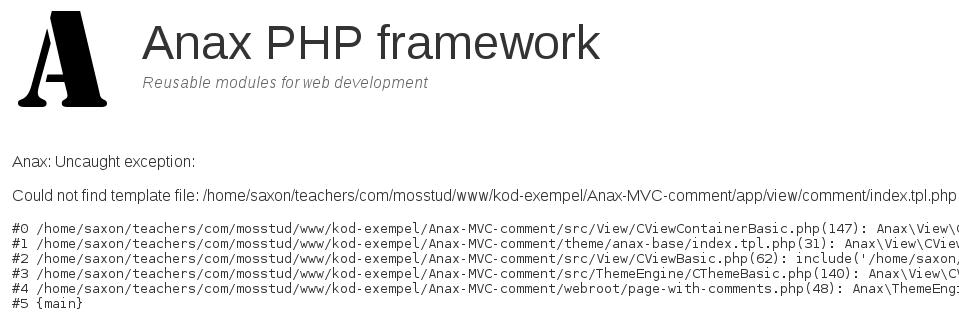 A
Anax PHP framework
Reusable modules for web development
Anax: Uncaught exception:
Could not find template file: /home/saxon/teachers/com/mosstud/www/kod-exempel/Anax-MVC-comment/app/view/comment/index.tpl.php
#0 /home/saxon/teachers/com/mosstud/www/kod-exempel/Anax-MVC-comment/src/View/CViewContainerBasic.php(147): Anax\View\
#1 /home/saxon/teachers/com/mosstud/www/kod-exempel/Anax-MVC-comment/theme/anax-base/index.tpl.php(31): Anax\View\CView
#2 /home/saxon/teachers/com/mosstud/www/kod-exempel/Anax-MVC-comment/src/View/CViewBasic.php(62): include('/home/saxon/
#3 /home/saxon/teachers/com/mosstud/www/kod-exempel/Anax-MVC-comment/src/ThemeEngine/CThemeBasic.php(140): Anax\View\CV
#4 /home/saxon/teachers/com/mosstud/www/kod-exempel/Anax-MVC-comment/webroot/page-with-comments.php(48): Anax\ThemeEngi
#5 {main}